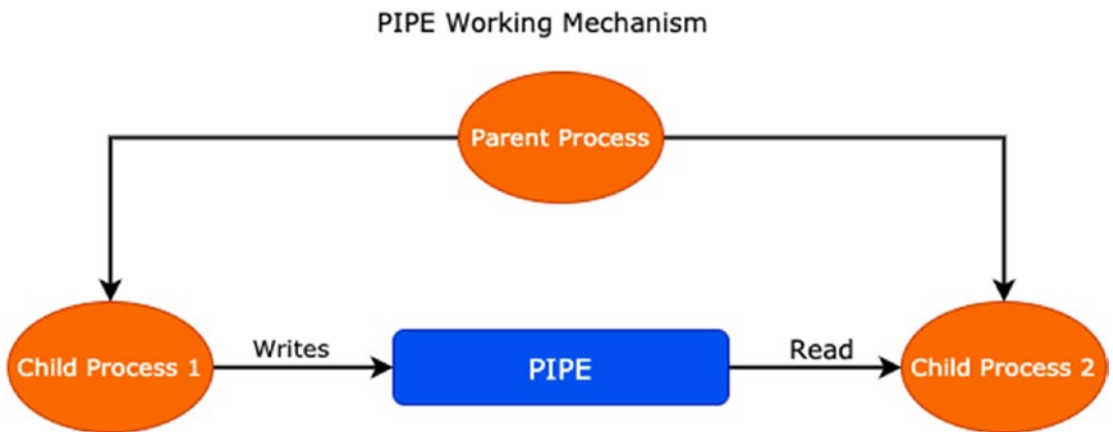 PIPE Working Mechanism
Parent Process
Writes
Read
Child Process 1
PIPE
Child Process 2